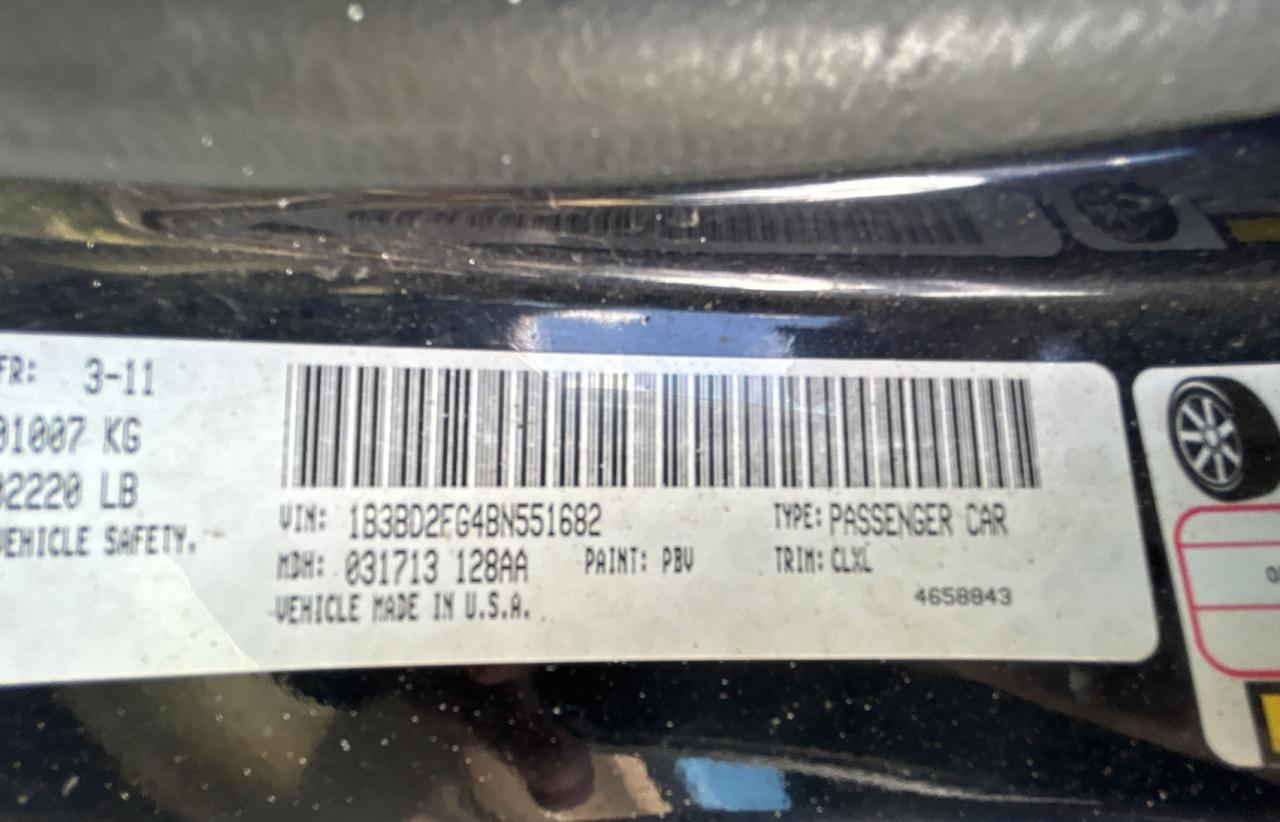 FR: 3-11
01007 KG
02220 LB
VEHICLE SAFETY.
VIN: 1B3BD2FG4BN551682 TYPE: PASSENGER CAR
MDH: 031713 128AA PAINT: PBV TRIM: CLXL
VEHICLE MADE IN U.S.A. 4658843